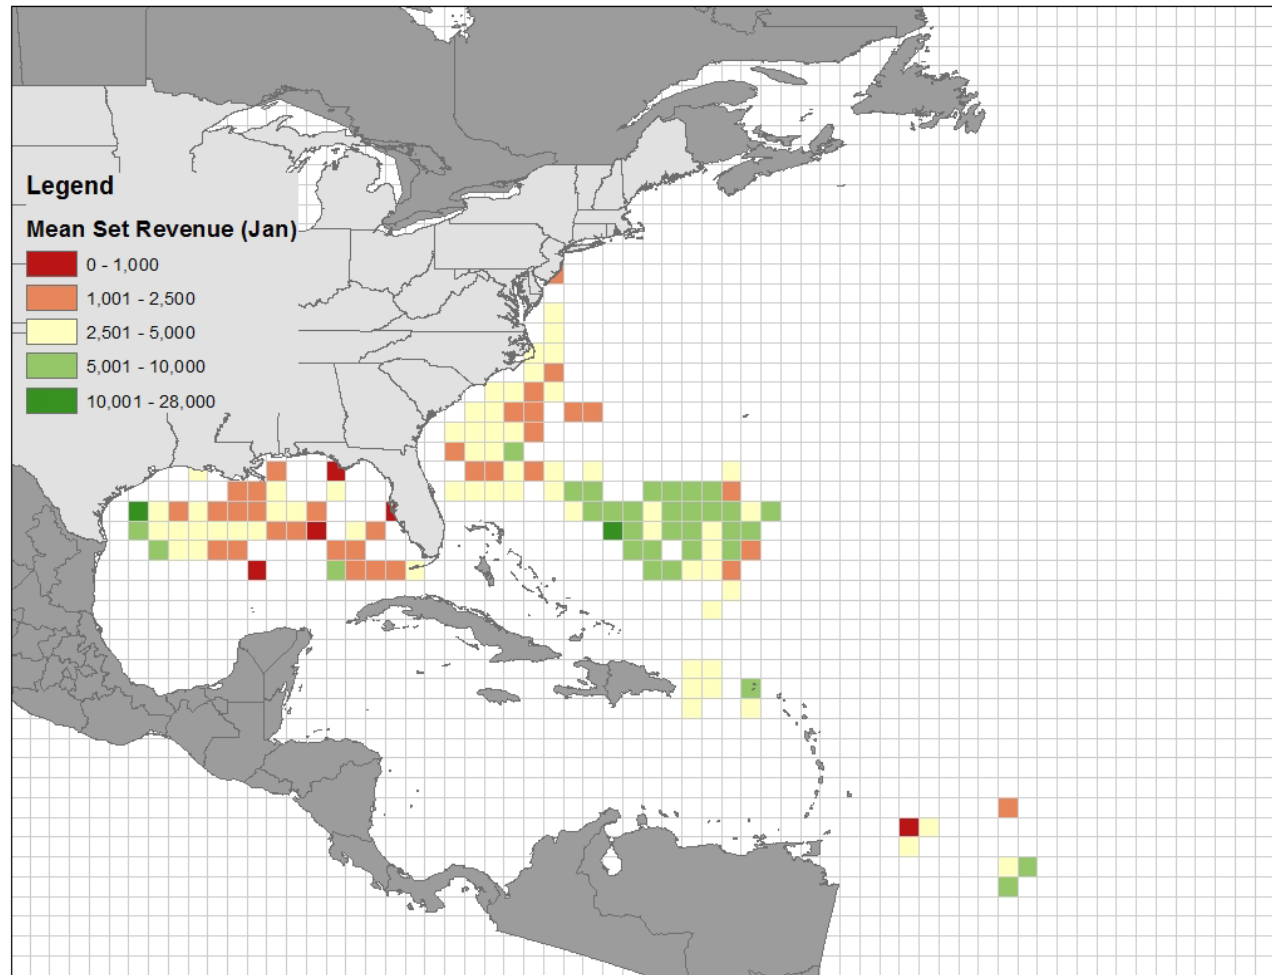 Legend
Mean Set Revenue (Jan)
0 - 1,000
1,001 - 2,500
2,501 - 5,000
5,001 - 10,000
10,001 - 28,000